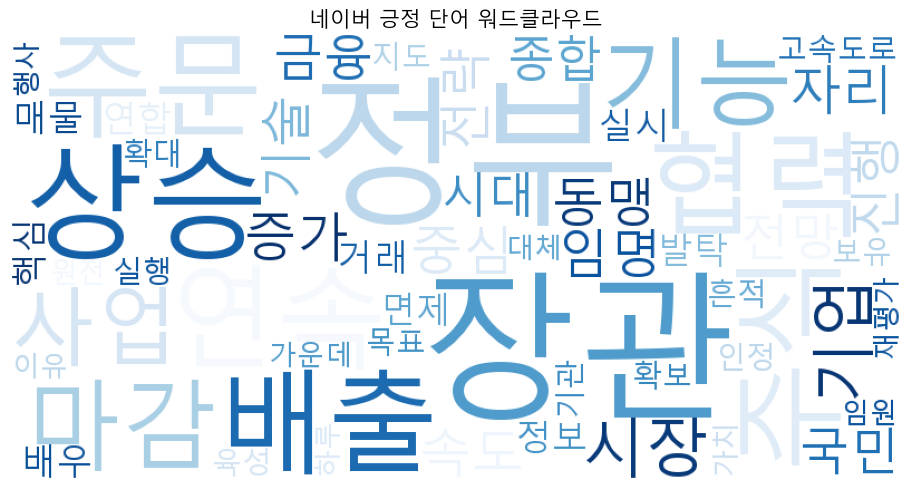 네이버 긍정 단어 워드클라우드
행사
주문
금융
지도
전략
종합
기능
고속도로
자리
매물
연합
기술
정부
실시
확대
상승
협력
진행
시대
동맹
증가
핵심
원선
실행
거래
중심
대체
임명
발탁
전망
보유
사업
연속
면제
장관
흔적
조직
기업
재평가
이유
가운데
목표
인정
마감
배출
기관
확보
임원
배우
육성
하루
속도
정보
시장
가치
국민